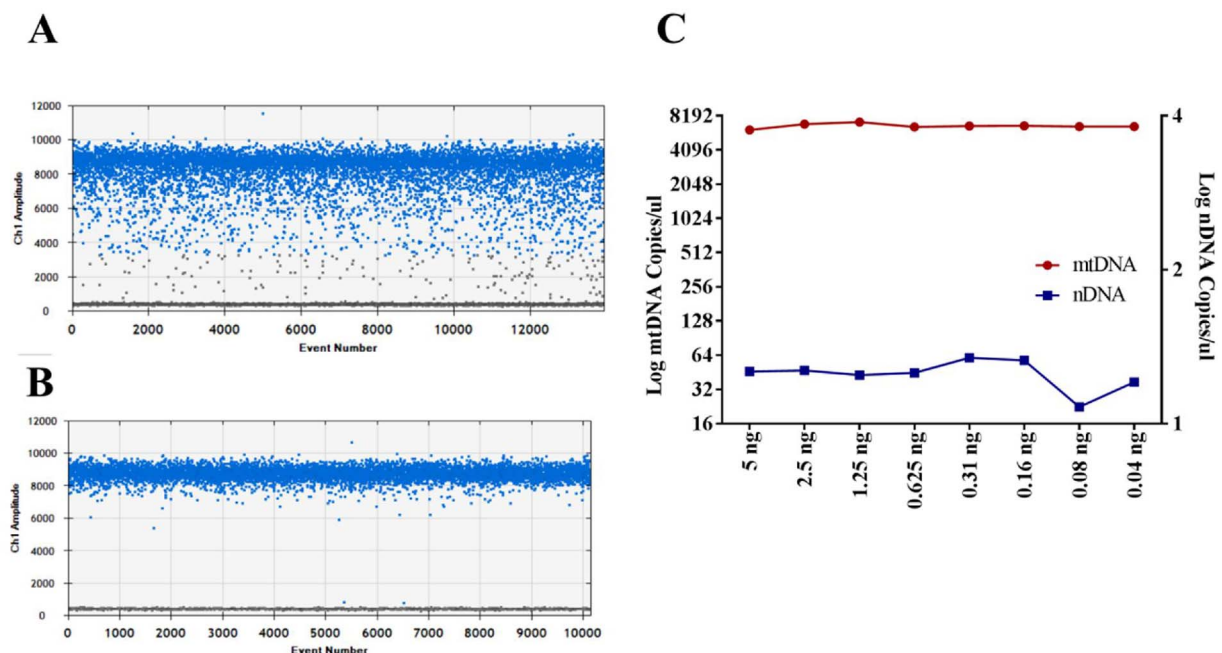 A
12000
10000
8000
6000
4000
2000
0
Ch1 Amplitude
0 2000 4000 6000 8000 10000 12000
Event Number
B
12000
10000
8000
6000
4000
2000
0
Ch1 Amplitude
0 1000 2000 3000 4000 5000 6000 7000 8000 9000 10000
Event Number
C
8192
4096
2048
1024
512
256
128
64
32
16
Log mtDNA Copies/ul
mtDNA
nDNA
4
2
1
Log nDNA Copies/ul
5 ng
2.5 ng
1.25 ng
0.625 ng
0.31 ng
0.16 ng
0.08 ng
0.04 ng